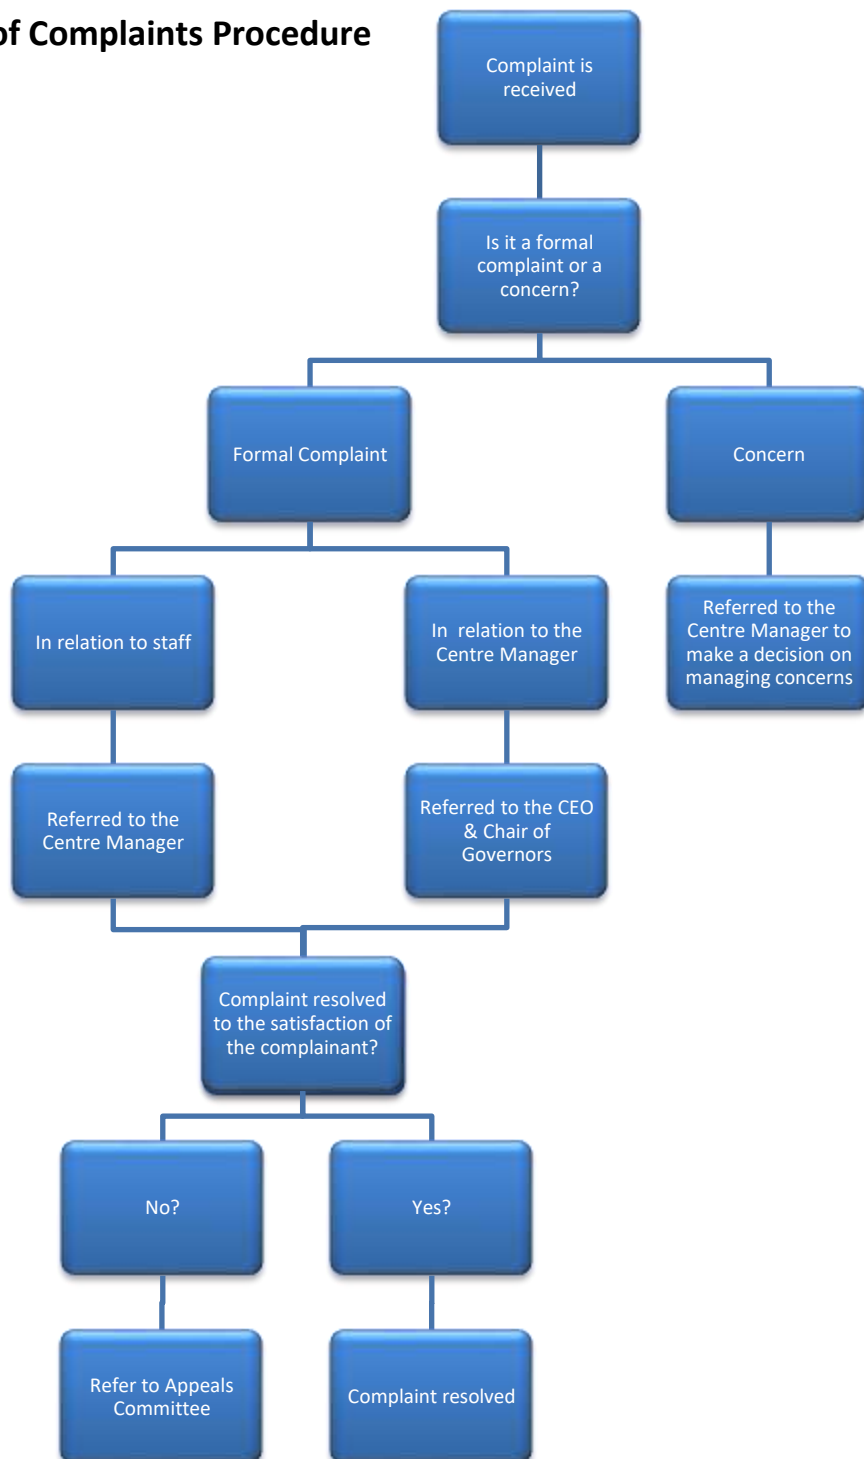 of Complaints Procedure
Complaint is
received
Is it a formal
complaint or a
concern?
Formal Complaint
Concern
In relation to staff
In  relation to the
Centre Manager
Referred to the
Centre Manager to
make a decision on
managing concerns
Referred to the
Centre Manager
Referred to the CEO
& Chair of
Governors
Complaint resolved
to the satisfaction of
the complainant?
No?
Yes?
Refer to Appeals
Committee
Complaint resolved